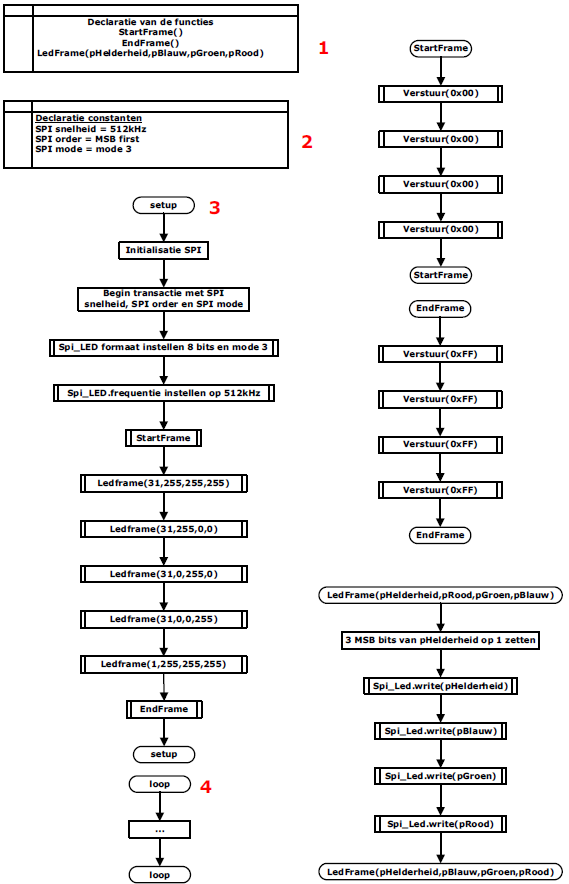 Declaratie van de functies
StartFrame()
EndFrame()
LedFrame(pHelderheid,pBlauw,pGroen,pRood)
1
Declaratie constanten
SPI snelheid = 512kHz
SPI order = MSB first
SPI mode = mode 3
2
setup
3
Initialisatie SPI
Begin transactie met SPI
snelheid, SPI order en SPI mode
Spi_LED formaat instellen 8 bits en mode 3
Spi_LED.frequentie instellen op 512kHz
StartFrame
Ledframe(31,255,255,255)
Ledframe(31,255,0,0)
Ledframe(31,0,255,0)
Ledframe(31,0,0,255)
Ledframe(1,255,255,255)
EndFrame
setup
loop
4
...
loop
StartFrame
Verstuur(0x00)
Verstuur(0x00)
Verstuur(0x00)
Verstuur(0x00)
StartFrame
EndFrame
Verstuur(0xFF)
Verstuur(0xFF)
Verstuur(0xFF)
Verstuur(0xFF)
EndFrame
LedFrame(pHelderheid,pRood,pGroen,pBlauw)
3 MSB bits van pHelderheid op 1 zetten
Spi_Led.write(pHelderheid)
Spi_Led.write(pBlauw)
Spi_Led.write(pGroen)
Spi_Led.write(pRood)
LedFrame(pHelderheid,pBlauw,pGroen,pRood)